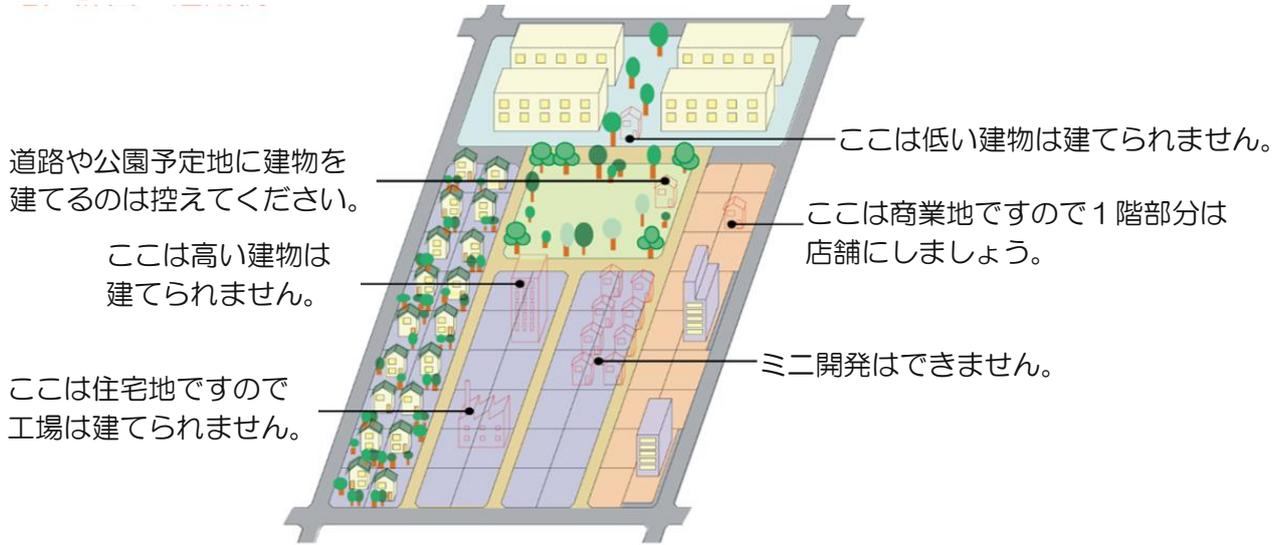 ここは低い建物は建てられません。
道路や公園予定地に建物を
建てるのは控えてください。
ここは商業地ですので１階部分は
店舗にしましょう。
ここは高い建物は
建てられません。
ミニ開発はできません。
ここは住宅地ですので
工場は建てられません。